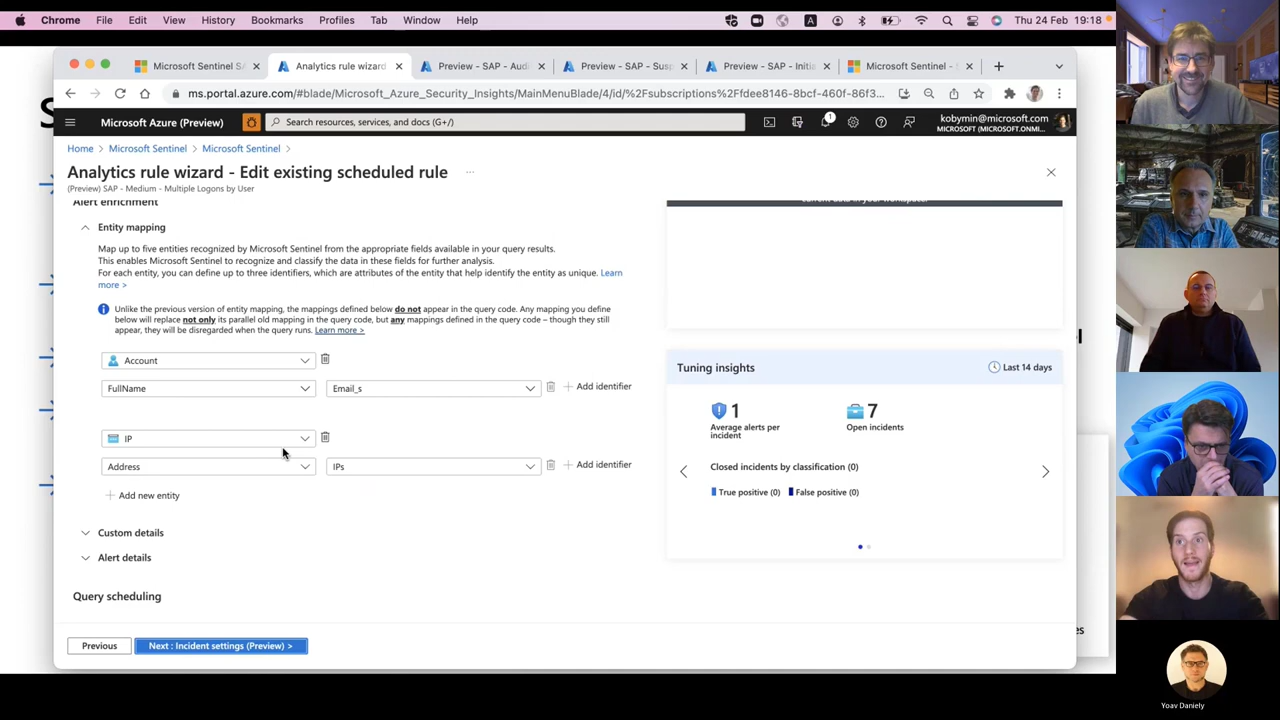 Chrome File Edit View History Bookmarks Profiles Tab Window Help A Thu 24 Feb 19:18
Microsoft Sentinel SA Analytics rule wizard Preview - SAP - Aud Preview - SAP - Susp Preview - SAP - Initia Microsoft Sentinel - S
ms.portal.azure.com/#blade/Microsoft_Azure_Security_Insights/MainMenuBlade/4/id/%2Fsubscriptions%2Ffdee8146-8bcf-460f-86f3...
Microsoft Azure (Preview) Search resources, services, and docs (G+/) 1 kobymin@microsoft.com
MICROSOFT (MICROSOFT.ONMI...
Home > Microsoft Sentinel > Microsoft Sentinel >
Analytics rule wizard - Edit existing scheduled rule ...
(Preview) SAP - Medium - Multiple Logons by User
Alert enrichment
Entity mapping
Map up to five entities recognized by Microsoft Sentinel from the appropriate fields available in your query results.
This enables Microsoft Sentinel to recognize and classify the data in these fields for further analysis.
For each entity, you can define up to three identifiers, which are attributes of the entity that help identify the entity as unique. Learn
more >
Unlike the previous version of entity mapping, the mappings defined below do not appear in the query code. Any mapping you define
below will replace not only its parallel old mapping in the query code, but any mappings defined in the query code – though they still
appear, they will be disregarded when the query runs. Learn more >
Account
FullName Email_s Add identifier
IP
Address IPs Add identifier
Add new entity
Custom details
Alert details
Query scheduling
Previous Next : Incident settings (Preview) >
Tuning insights Last 14 days
1 7
Average alerts per Open incidents
incident
Closed incidents by classification (0)
True positive (0) False positive (0)
Yoav Daniely